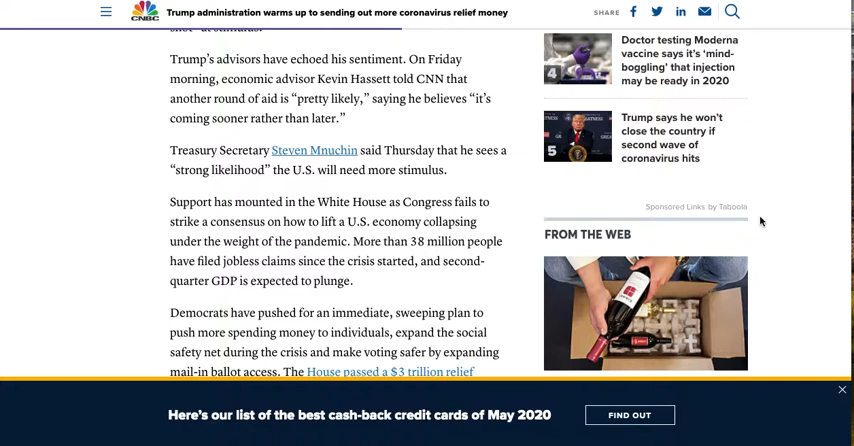 CNBC
Trump administration warms up to sending out more coronavirus relief money
SHARE
Trump's advisors have echoed his sentiment. On Friday
morning, economic advisor Kevin Hassett told CNN that
another round of aid is “pretty likely,” saying he believes “it's
coming sooner rather than later.”
Treasury Secretary Steven Mnuchin said Thursday that he sees a
“strong likelihood” the U.S. will need more stimulus.
Support has mounted in the White House as Congress fails to
strike a consensus on how to lift a U.S. economy collapsing
under the weight of the pandemic. More than 38 million people
have filed jobless claims since the crisis started, and second-
quarter GDP is expected to plunge.
Democrats have pushed for an immediate, sweeping plan to
push more spending money to individuals, expand the social
safety net during the crisis and make voting safer by expanding
mail-in ballot access. The House passed a $3 trillion relief
4
Doctor testing Moderna
vaccine says it's ‘mind-
boggling’ that injection
may be ready in 2020
5
Trump says he won't
close the country if
second wave of
coronavirus hits
Sponsored Links by Taboola
FROM THE WEB
Here's our list of the best cash-back credit cards of May 2020
FIND OUT